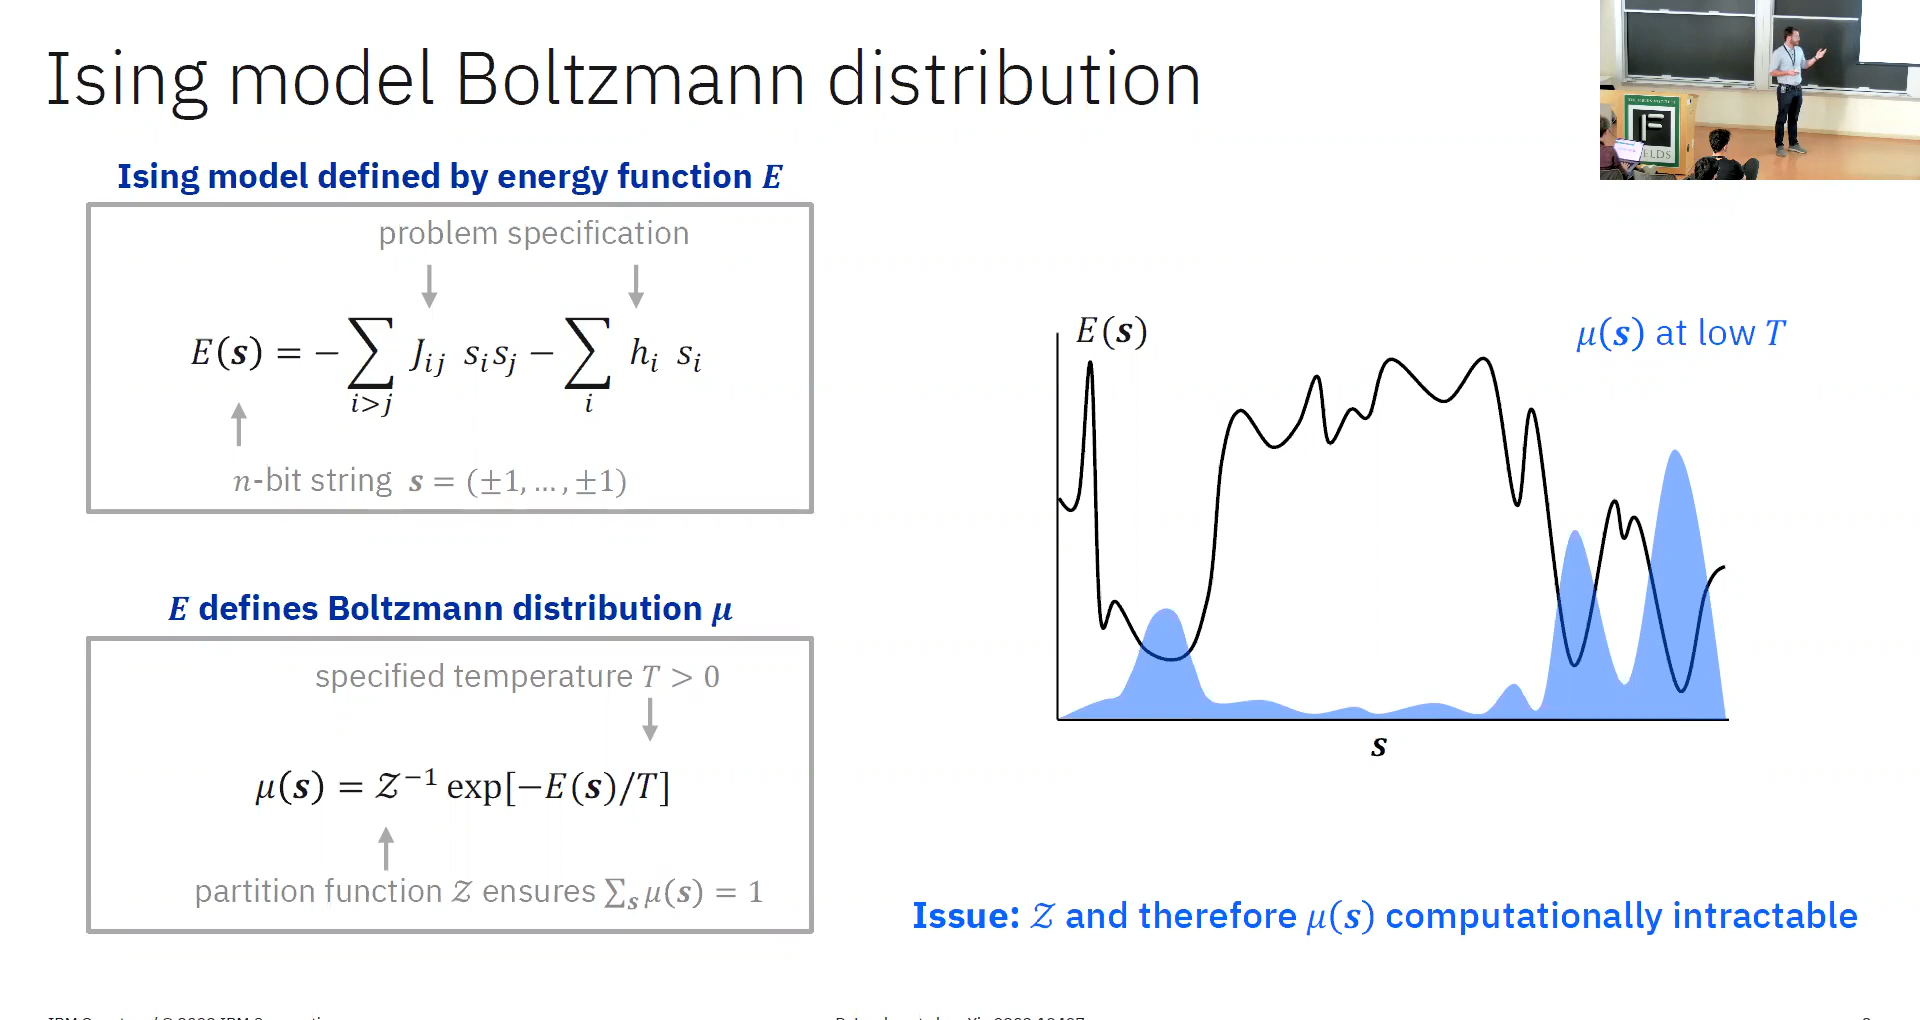 Ising model Boltzmann distribution
Ising model defined by energy function E
problem specification
E(s) = − ∑_{i>j} J_{ij} s_i s_j − ∑_i h_i s_i
n-bit string s = (±1, … , ±1)
E defines Boltzmann distribution μ
specified temperature T > 0
μ(s) = 𝒵⁻¹ exp[−E(s)/T]
partition function 𝒵 ensures ∑_s μ(s) = 1
E(s)
μ(s) at low T
s
Issue: 𝒵 and therefore μ(s) computationally intractable